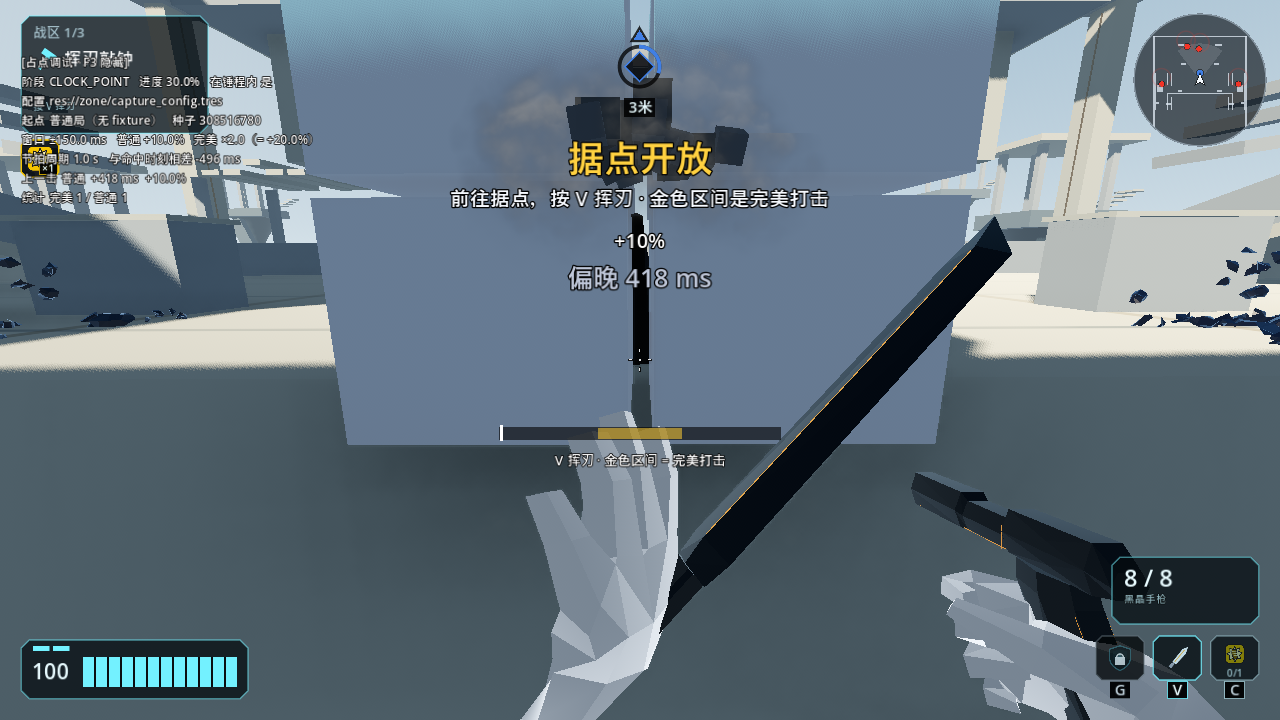 战区 1/3
挥刃敲钟
[占点调试 · F3 隐藏]
阶段 CLOCK_POINT 进度 30.0% 在锤程内 是
配置 res://zone/capture_config.tres
起点 普通局（无 fixture） 种子 308516780
窗口 ±150.0 ms 普通 +10.0% 完美 ×2.0（= +20.0%）
节拍周期 1.0 s 与命中时刻相差 -496 ms
上一击 普通 +418 ms +10.0%
统计 完美 1 / 普通 1
×1
3米
据点开放
前往据点，按 V 挥刃 · 金色区间是完美打击
+10%
偏晚 418 ms
V 挥刃 · 金色区间 = 完美打击
8 / 8
黑晶手枪
100
0/1
G
V
C